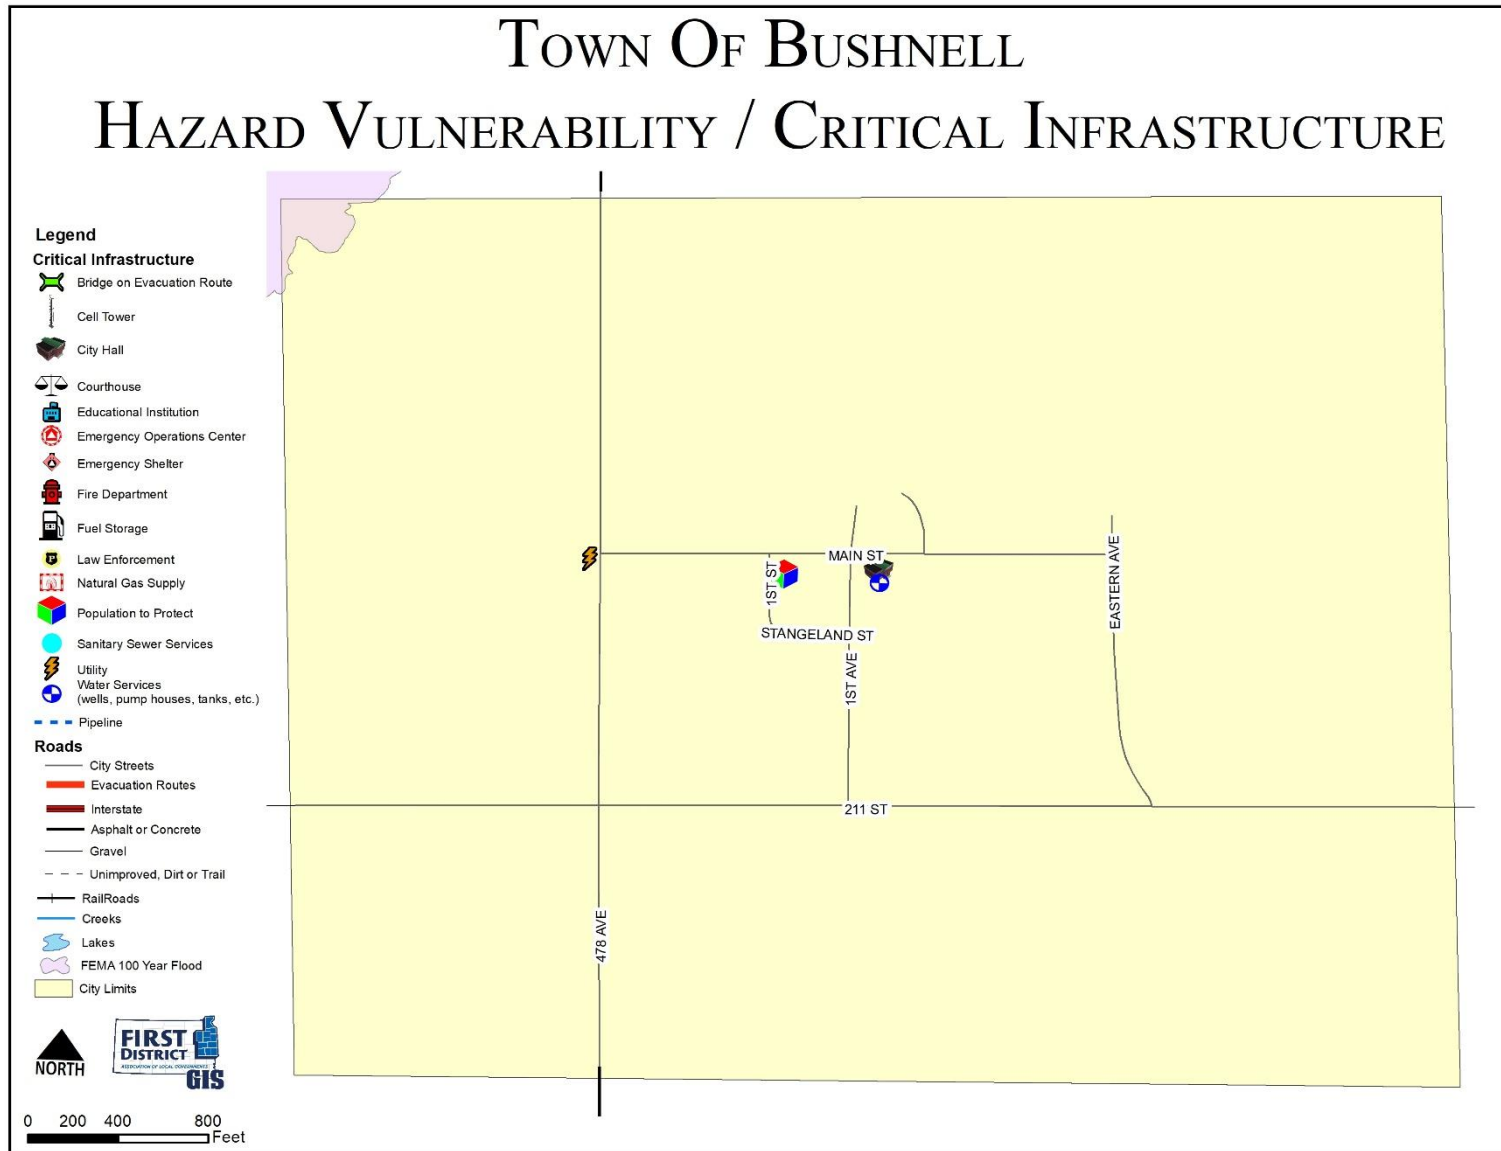 TOWN OF BUSHNELL
HAZARD VULNERABILITY / CRITICAL INFRASTRUCTURE
Legend
Critical Infrastructure
Bridge on Evacuation Route
Cell Tower
City Hall
Courthouse
Educational Institution
Emergency Operations Center
Emergency Shelter
Fire Department
Fuel Storage
Law Enforcement
Natural Gas Supply
Population to Protect
Sanitary Sewer Services
Utility
Water Services
(wells, pump houses, tanks, etc.)
Pipeline
Roads
City Streets
Evacuation Routes
Interstate
Asphalt or Concrete
Gravel
Unimproved, Dirt or Trail
RailRoads
Creeks
Lakes
FEMA 100 Year Flood
City Limits
NORTH
FIRST
DISTRICT
ASSOCIATION OF LOCAL GOVERNMENTS
GIS
0 200 400 800
Feet
MAIN ST
1ST ST
STANGELAND ST
1ST AVE
EASTERN AVE
211 ST
478 AVE